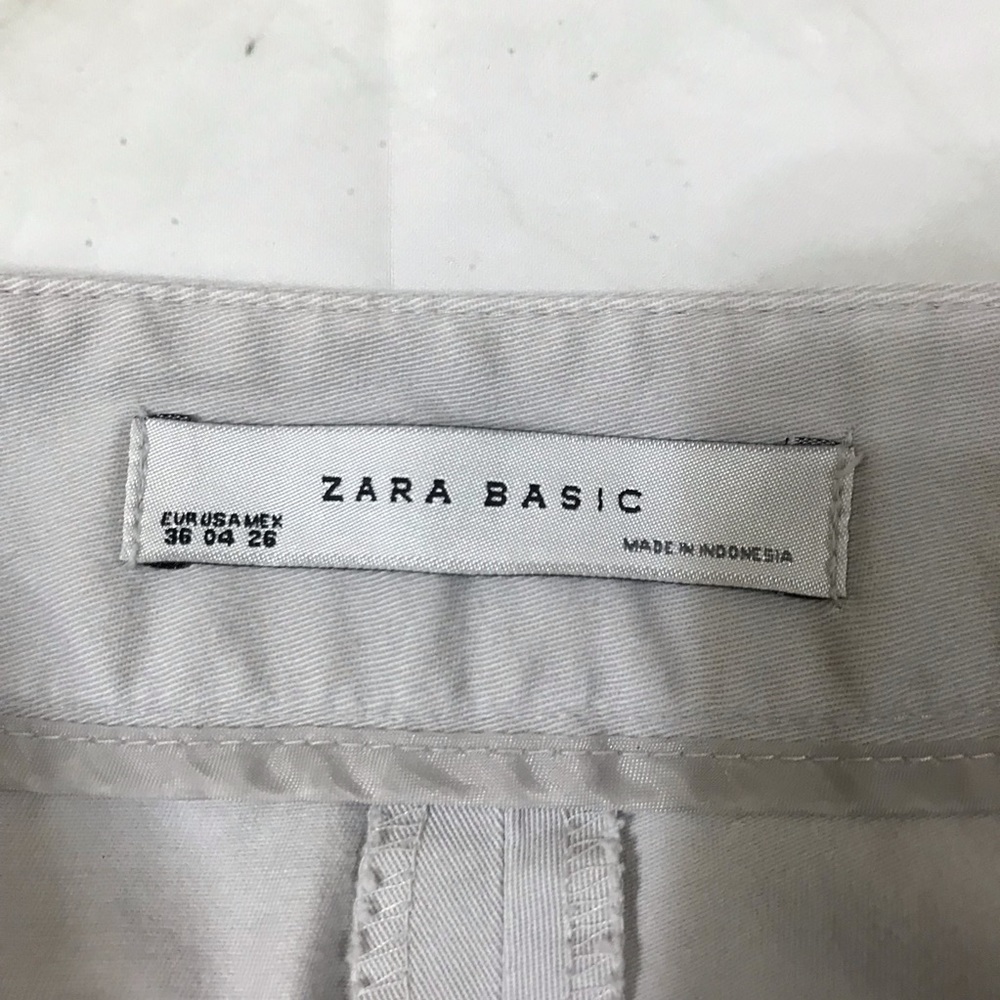 ZARA BASIC
EUR USA MEX
36 04 26
MADE IN INDONESIA